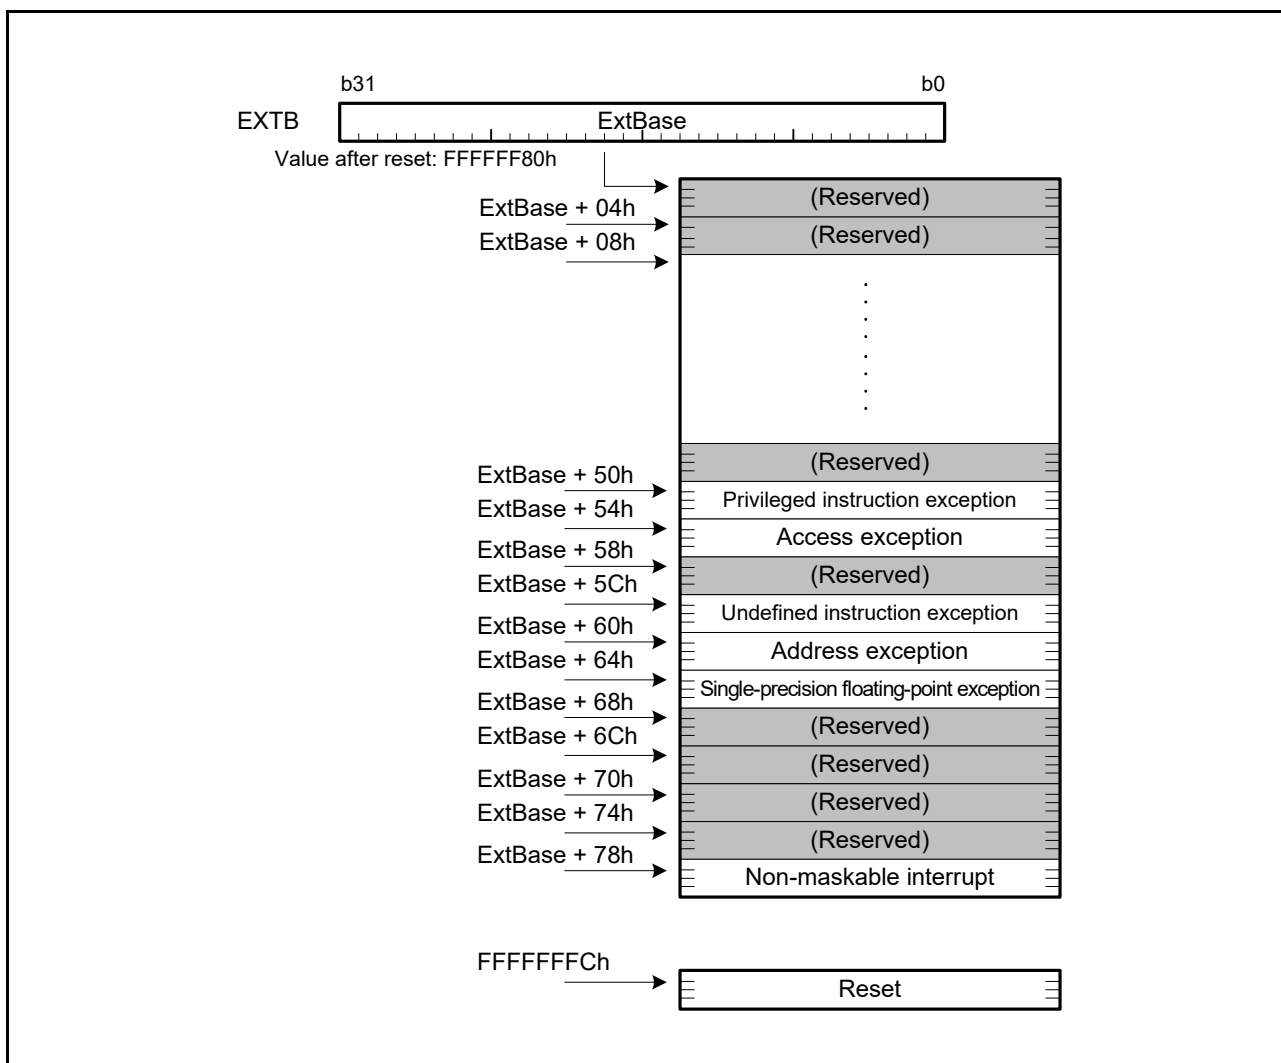 b31 b0
EXTB ExtBase
Value after reset: FFFFFF80h
(Reserved)
ExtBase + 04h
(Reserved)
ExtBase + 08h
(Reserved)
ExtBase + 50h
Privileged instruction exception
ExtBase + 54h
Access exception
ExtBase + 58h
(Reserved)
ExtBase + 5Ch
Undefined instruction exception
ExtBase + 60h
Address exception
ExtBase + 64h
Single-precision floating-point exception
ExtBase + 68h
(Reserved)
ExtBase + 6Ch
(Reserved)
ExtBase + 70h
(Reserved)
ExtBase + 74h
(Reserved)
ExtBase + 78h
Non-maskable interrupt
FFFFFFFCh
Reset